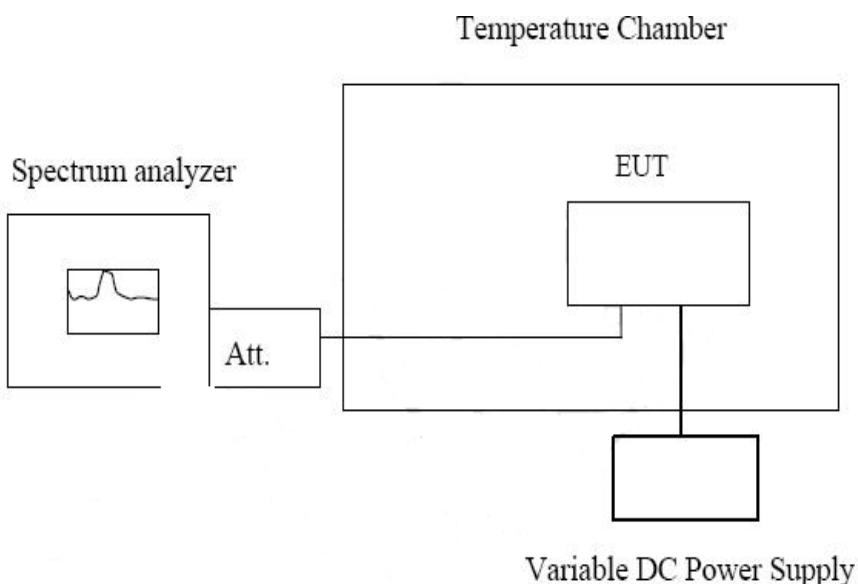 Temperature Chamber
Spectrum analyzer
EUT
Att.
Variable DC Power Supply